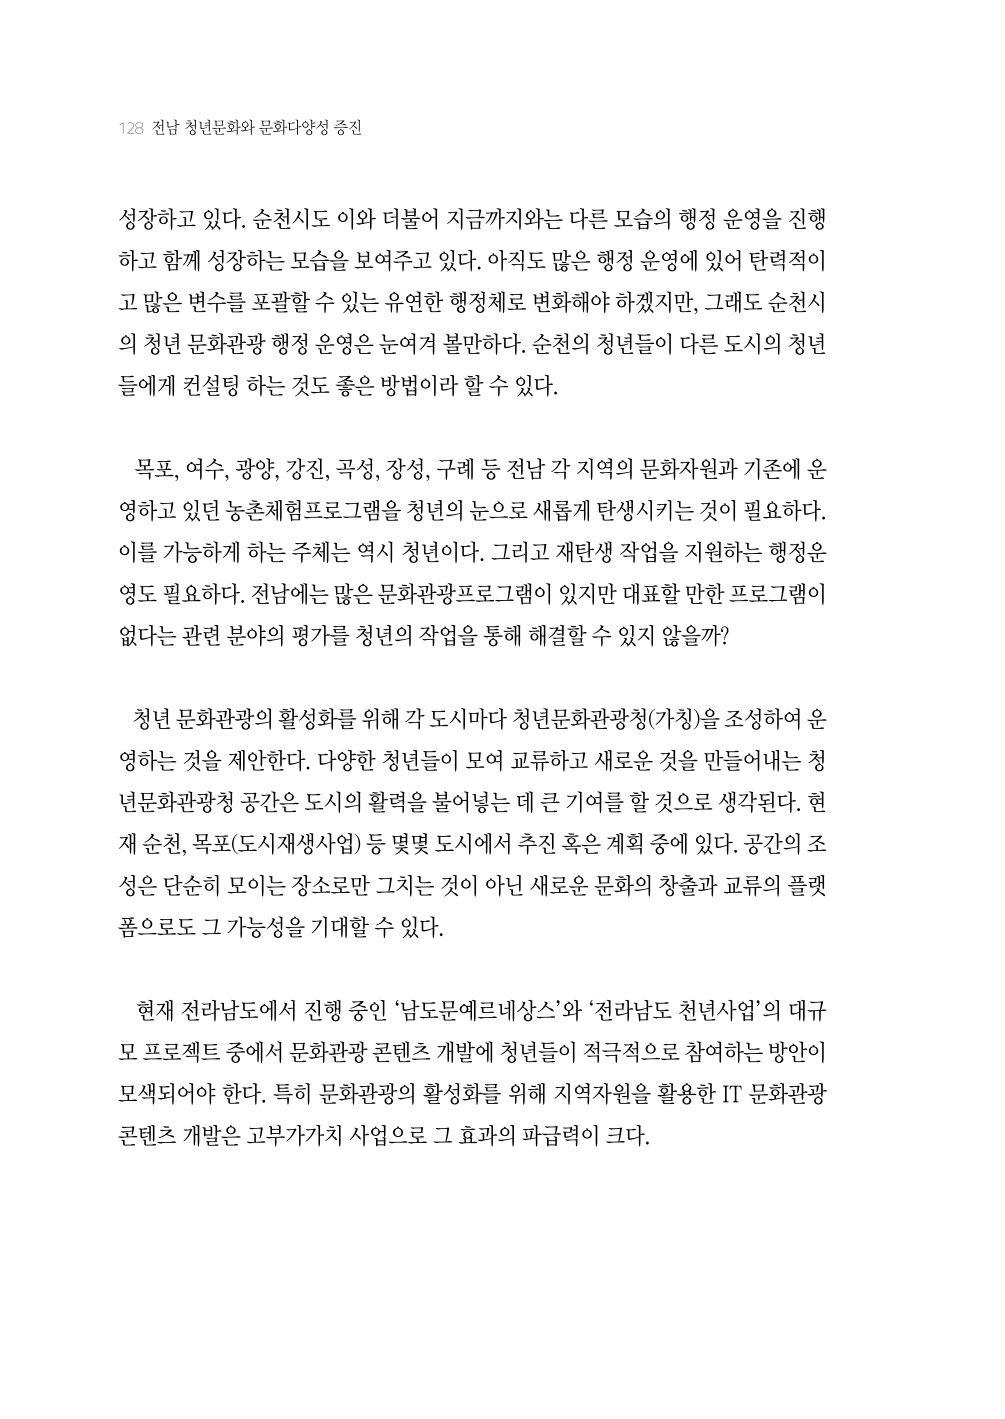 128 전남 청년문화와 문화다양성 증진
성장하고 있다. 순천시도 이와 더불어 지금까지와는 다른 모습의 행정 운영을 진행
하고 함께 성장하는 모습을 보여주고 있다. 아직도 많은 행정 운영에 있어 탄력적이
고 많은 변수를 포괄할 수 있는 유연한 행정체로 변화해야 하겠지만, 그래도 순천시
의 청년 문화관광 행정 운영은 눈여겨 볼만하다. 순천의 청년들이 다른 도시의 청년
들에게 컨설팅 하는 것도 좋은 방법이라 할 수 있다.
목포, 여수, 광양, 강진, 곡성, 장성, 구례 등 전남 각 지역의 문화자원과 기존에 운
영하고 있던 농촌체험프로그램을 청년의 눈으로 새롭게 탄생시키는 것이 필요하다.
이를 가능하게 하는 주체는 역시 청년이다. 그리고 재탄생 작업을 지원하는 행정운
영도 필요하다. 전남에는 많은 문화관광프로그램이 있지만 대표할 만한 프로그램이
없다는 관련 분야의 평가를 청년의 작업을 통해 해결할 수 있지 않을까?
청년 문화관광의 활성화를 위해 각 도시마다 청년문화관광청(가칭)을 조성하여 운
영하는 것을 제안한다. 다양한 청년들이 모여 교류하고 새로운 것을 만들어내는 청
년문화관광청 공간은 도시의 활력을 불어넣는 데 큰 기여를 할 것으로 생각된다. 현
재 순천, 목포(도시재생사업) 등 몇몇 도시에서 추진 혹은 계획 중에 있다. 공간의 조
성은 단순히 모이는 장소로만 그치는 것이 아닌 새로운 문화의 창출과 교류의 플랫
폼으로도 그 가능성을 기대할 수 있다.
현재 전라남도에서 진행 중인 ‘남도문예르네상스’와 ‘전라남도 천년사업’의 대규
모 프로젝트 중에서 문화관광 콘텐츠 개발에 청년들이 적극적으로 참여하는 방안이
모색되어야 한다. 특히 문화관광의 활성화를 위해 지역자원을 활용한 IT 문화관광
콘텐츠 개발은 고부가가치 사업으로 그 효과의 파급력이 크다.